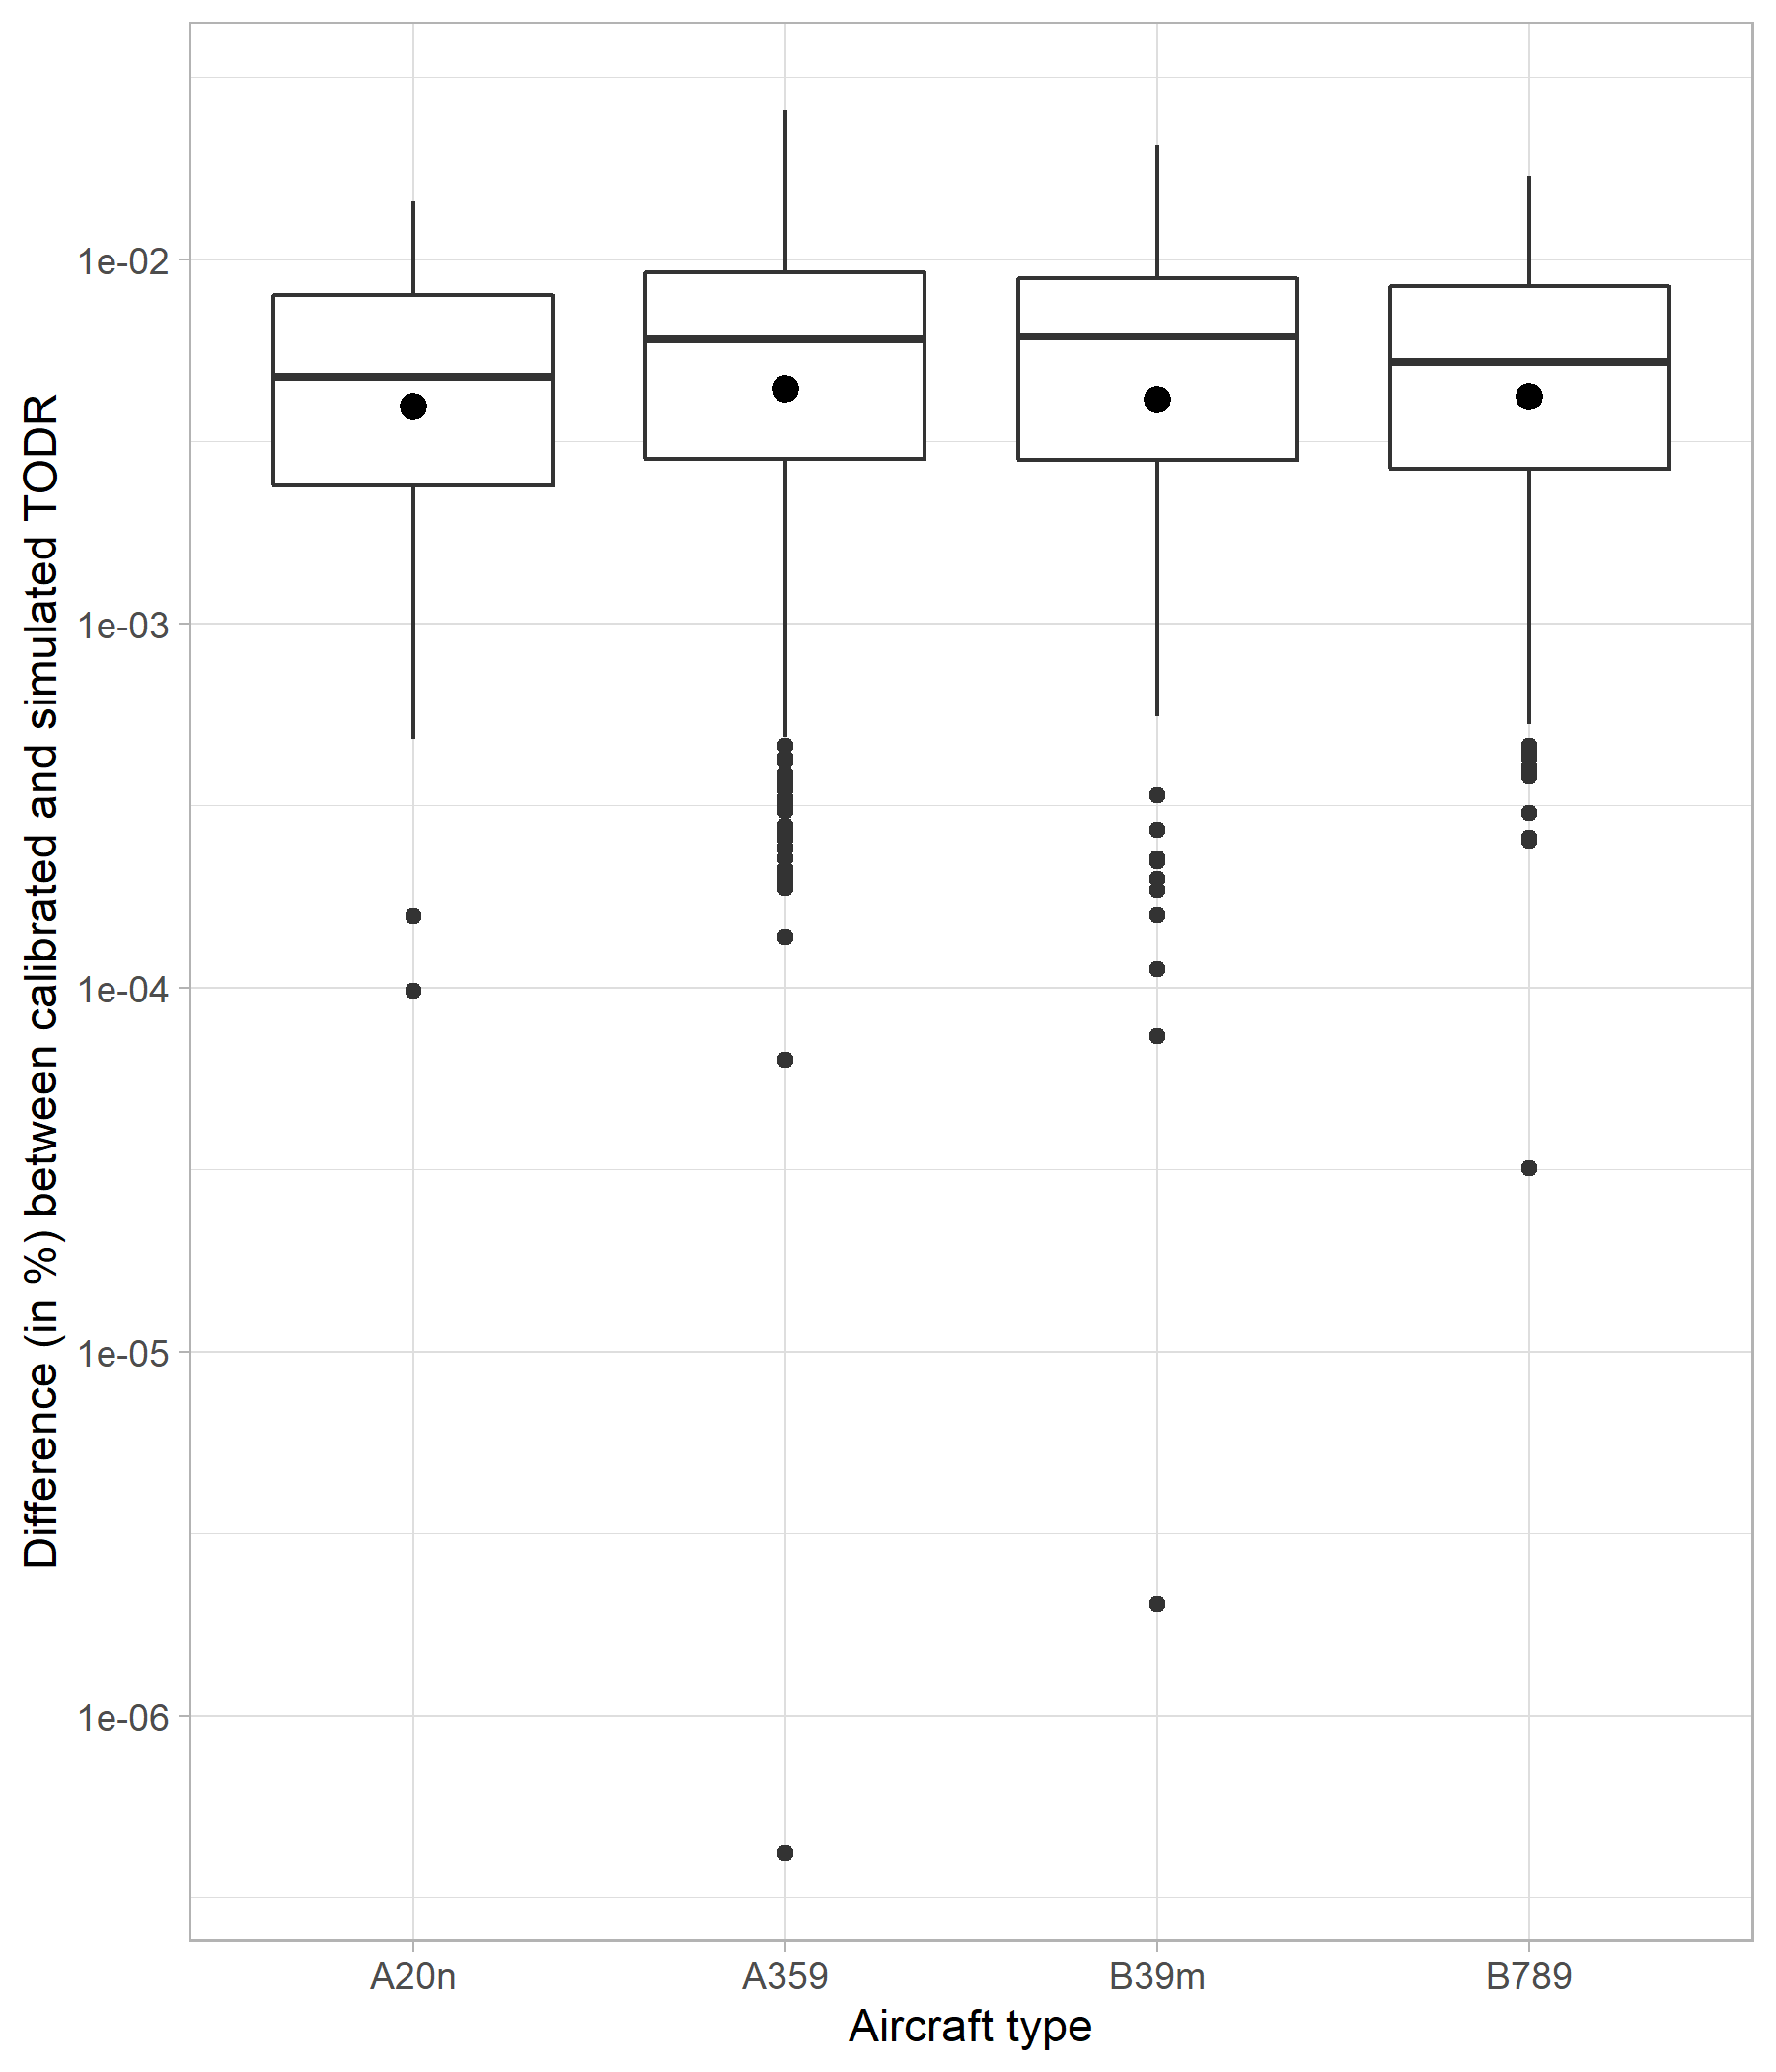 Difference (in %) between calibrated and simulated TODR
1e-02
1e-03
1e-04
1e-05
1e-06
A20n
A359
B39m
B789
Aircraft type